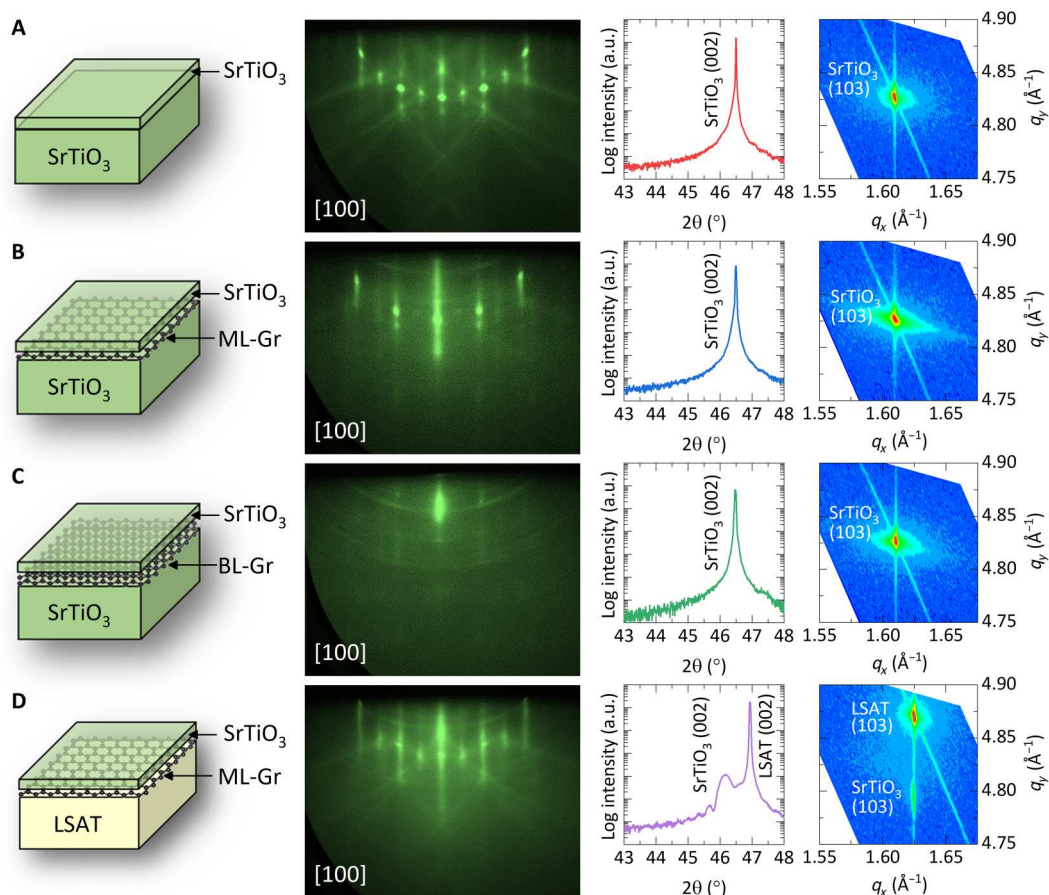 A
SrTiO₃
SrTiO₃
[100]
Log intensity (a.u.)
SrTiO₃ (002)
43 44 45 46 47 48
2θ (°)
SrTiO₃
(103)
4.90
4.85
4.80
4.75
qy (Å⁻¹)
1.55 1.60 1.65
qx (Å⁻¹)
B
SrTiO₃
ML-Gr
SrTiO₃
[100]
Log intensity (a.u.)
SrTiO₃ (002)
43 44 45 46 47 48
2θ (°)
SrTiO₃
(103)
4.90
4.85
4.80
4.75
qy (Å⁻¹)
1.55 1.60 1.65
qx (Å⁻¹)
C
SrTiO₃
BL-Gr
SrTiO₃
[100]
Log intensity (a.u.)
SrTiO₃ (002)
43 44 45 46 47 48
2θ (°)
SrTiO₃
(103)
4.90
4.85
4.80
4.75
qy (Å⁻¹)
1.55 1.60 1.65
qx (Å⁻¹)
D
SrTiO₃
ML-Gr
LSAT
[100]
Log intensity (a.u.)
SrTiO₃ (002)
LSAT (002)
43 44 45 46 47 48
2θ (°)
LSAT
(103)
SrTiO₃
(103)
4.90
4.85
4.80
4.75
qy (Å⁻¹)
1.55 1.60 1.65
qx (Å⁻¹)